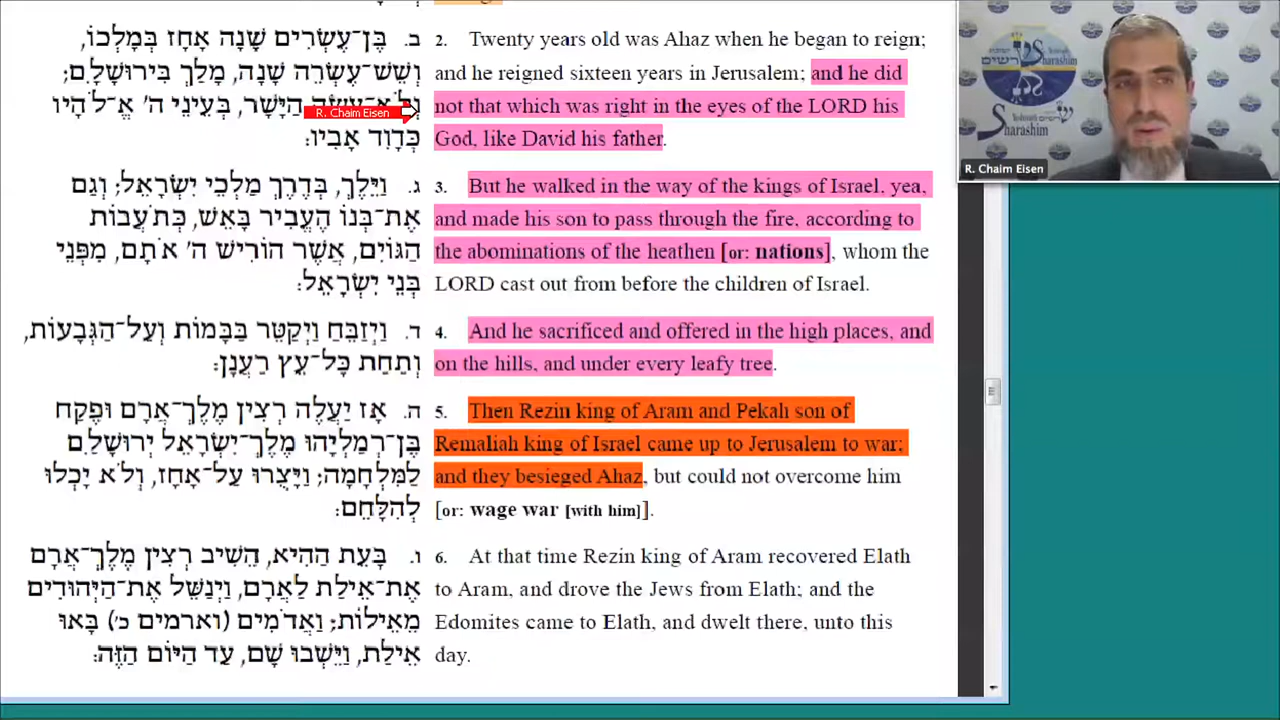 ב. בֶּן־עֶשְׂרִים שָׁנָה אָחָז בְּמָלְכוֹ,
וְשֵׁשׁ־עֶשְׂרֵה שָׁנָה, מָלַךְ בִּירוּשָׁלָ‍ִם;
וְלֹא־עָשָׂה הַיָּשָׁר, בְּעֵינֵי ה' אֱ־לֹהָיו
כְּדָוִד אָבִיו:
2. Twenty years old was Ahaz when he began to reign;
and he reigned sixteen years in Jerusalem; and he did
not that which was right in the eyes of the LORD his
God, like David his father.
ג. וַיֵּלֶךְ, בְּדֶרֶךְ מַלְכֵי יִשְׂרָאֵל; וְגַם
אֶת־בְּנוֹ הֶעֱבִיר בָּאֵשׁ, כְּתֹעֲבוֹת
הַגּוֹיִם, אֲשֶׁר הוֹרִישׁ ה' אֹתָם, מִפְּנֵי
בְּנֵי יִשְׂרָאֵל:
3. But he walked in the way of the kings of Israel, yea,
and made his son to pass through the fire, according to
the abominations of the heathen [or: nations], whom the
LORD cast out from before the children of Israel.
ד. וַיְזַבֵּחַ וַיְקַטֵּר בַּבָּמוֹת וְעַל־הַגְּבָעוֹת,
וְתַחַת כָּל־עֵץ רַעֲנָן:
4. And he sacrificed and offered in the high places, and
on the hills, and under every leafy tree.
ה. אָז יַעֲלֶה רְצִין מֶלֶךְ־אֲרָם וּפֶקַח
בֶּן־רְמַלְיָהוּ מֶלֶךְ־יִשְׂרָאֵל יְרוּשָׁלַ‍ִם
לַמִּלְחָמָה; וַיָּצֻרוּ עַל־אָחָז, וְלֹא יָכְלוּ
לְהִלָּחֵם:
5. Then Rezin king of Aram and Pekah son of
Remaliah king of Israel came up to Jerusalem to war;
and they besieged Ahaz, but could not overcome him
[or: wage war [with him]].
ו. בָּעֵת הַהִיא, הֵשִׁיב רְצִין מֶלֶךְ־אֲרָם
אֶת־אֵילַת לַאֲרָם, וַיְנַשֵּׁל אֶת־הַיְּהוּדִים
מֵאֵילוֹת; וַאֲדֹמִים (וארמים כ') בָּאוּ
אֵילַת, וַיֵּשְׁבוּ שָׁם, עַד הַיּוֹם הַזֶּה:
6. At that time Rezin king of Aram recovered Elath
to Aram, and drove the Jews from Elath; and the
Edomites came to Elath, and dwelt there, unto this
day.
R. Chaim Eisen
R. Chaim Eisen
Sharashim
Yeshivath
Sharashim